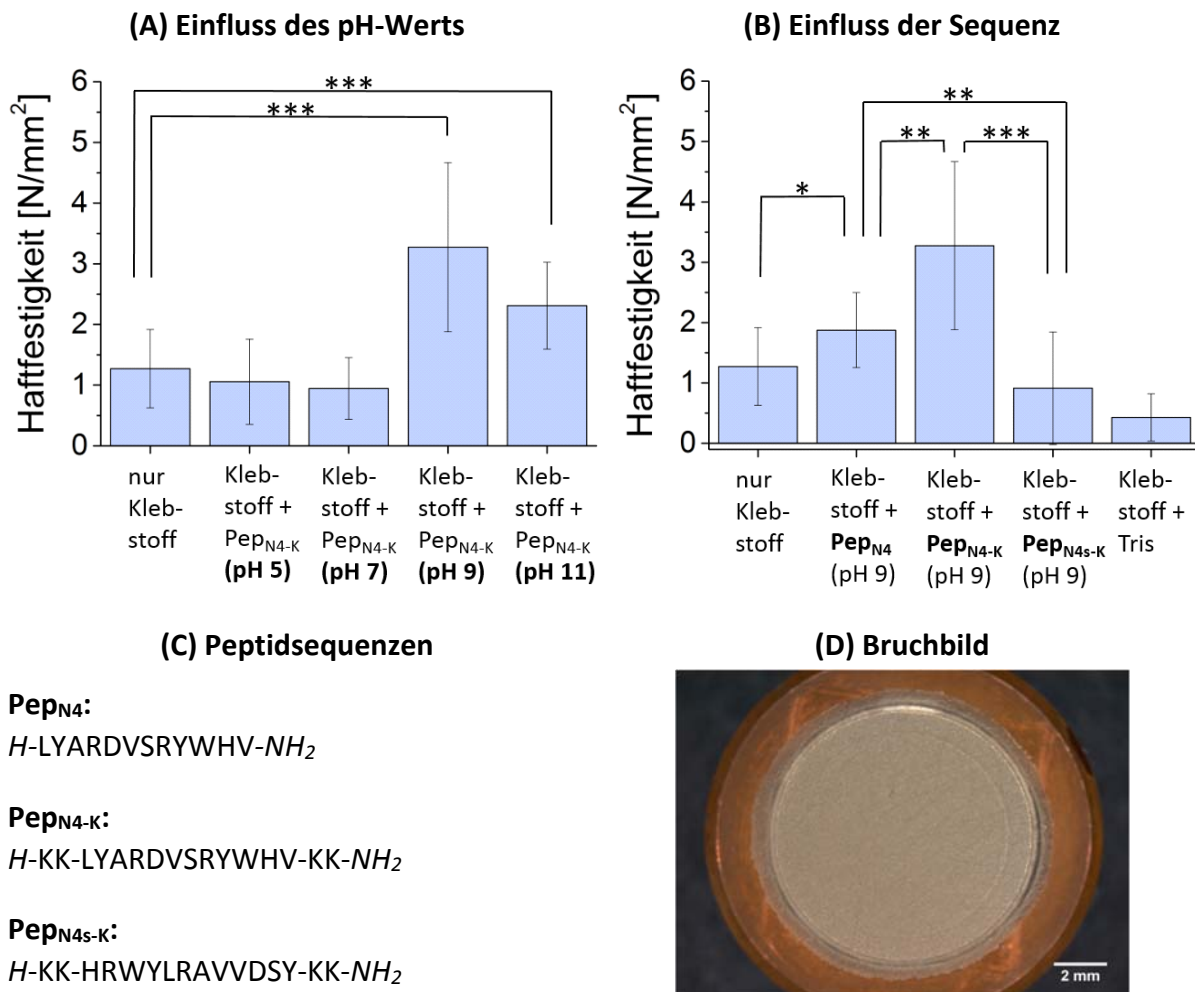 (A) Einfluss des pH-Werts
Haftfestigkeit [N/mm²]
6
5
4
3
2
1
0
***
***
nur
Kleb-
stoff
Kleb-
stoff +
PepN4-K
(pH 5)
Kleb-
stoff +
PepN4-K
(pH 7)
Kleb-
stoff +
PepN4-K
(pH 9)
Kleb-
stoff +
PepN4-K
(pH 11)
(B) Einfluss der Sequenz
Haftfestigkeit [N/mm²]
6
5
4
3
2
1
0
**
** ***
*
nur
Kleb-
stoff
Kleb-
stoff +
PepN4
(pH 9)
Kleb-
stoff +
PepN4-K
(pH 9)
Kleb-
stoff +
PepN4s-K
(pH 9)
Kleb-
stoff +
Tris
(C) Peptidsequenzen
PepN4:
H-LYARDVSRYWHV-NH2
PepN4-K:
H-KK-LYARDVSRYWHV-KK-NH2
PepN4s-K:
H-KK-HRWYLRAVVDSY-KK-NH2
(D) Bruchbild
2 mm